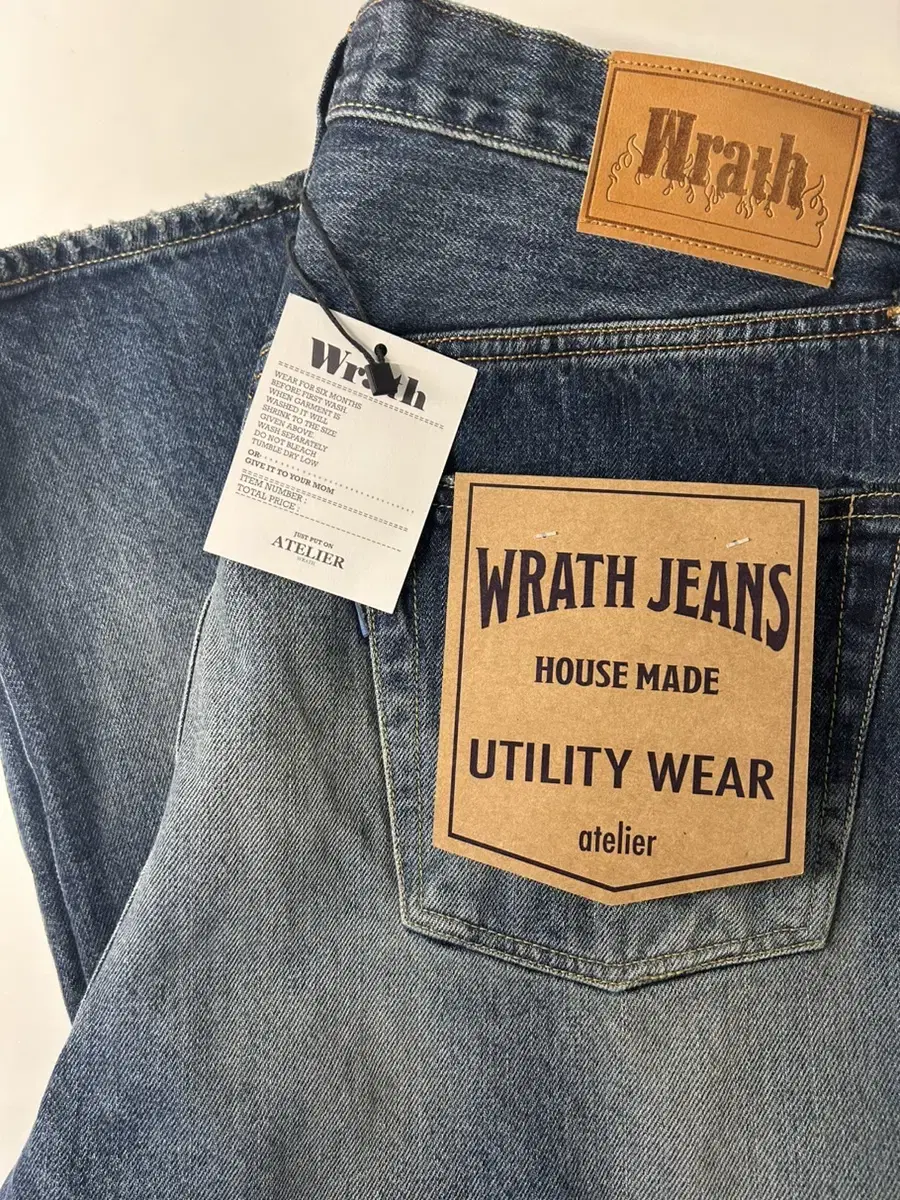 Wrath
Wrath
WEAR FOR SIX MONTHS
BEFORE FIRST WASH.
WHEN GARMENT IS
WASHED IT WILL
SHRINK TO THE SIZE
GIVEN ABOVE.
WASH SEPARATELY
DO NOT BLEACH
TUMBLE DRY LOW
OR
GIVE IT TO YOUR MOM
ITEM NUMBER :
TOTAL PRICE :
JUST PUT ON
ATELIER
WRATH
WRATH JEANS
HOUSE MADE
UTILITY WEAR
atelier